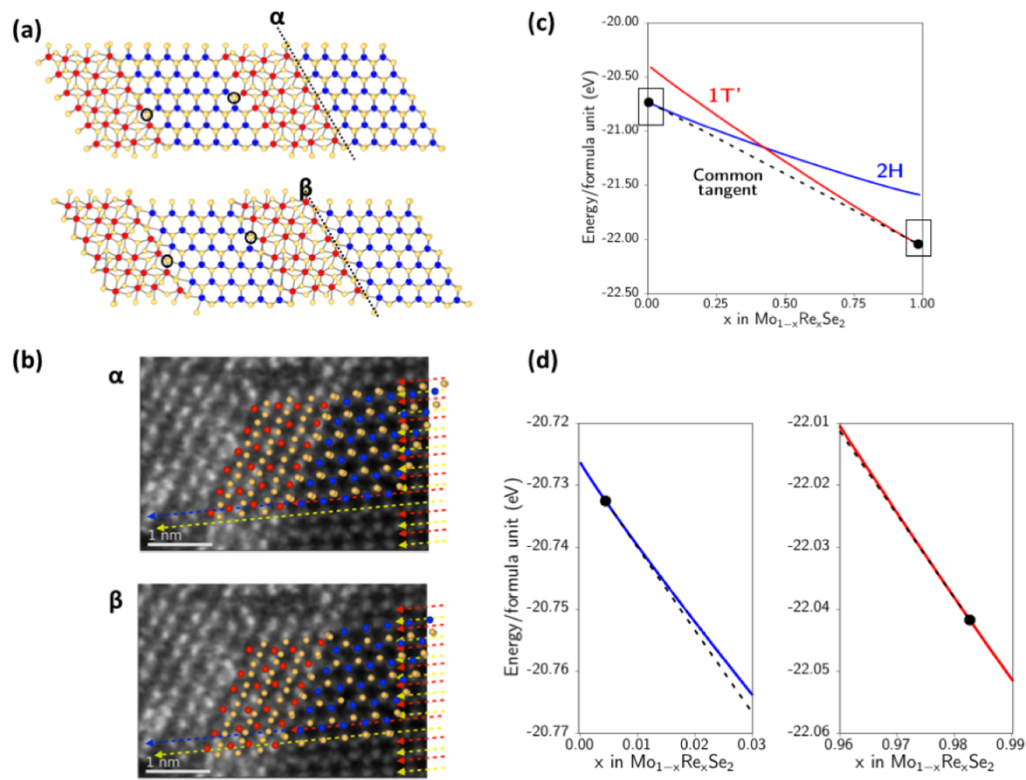 (a)
α
β
(b)
α
1 nm
β
1 nm
(c)
Energy/formula unit (eV)
-20.00
-20.50
-21.00
-21.50
-22.00
-22.50
1T'
2H
Common
tangent
0.00 0.25 0.50 0.75 1.00
x in Mo₁₋ₓReₓSe₂
(d)
Energy/formula unit (eV)
-20.72
-20.73
-20.74
-20.75
-20.76
-20.77
0.00 0.01 0.02 0.03
x in Mo₁₋ₓReₓSe₂
-22.01
-22.02
-22.03
-22.04
-22.05
-22.06
0.96 0.97 0.98 0.99
x in Mo₁₋ₓReₓSe₂